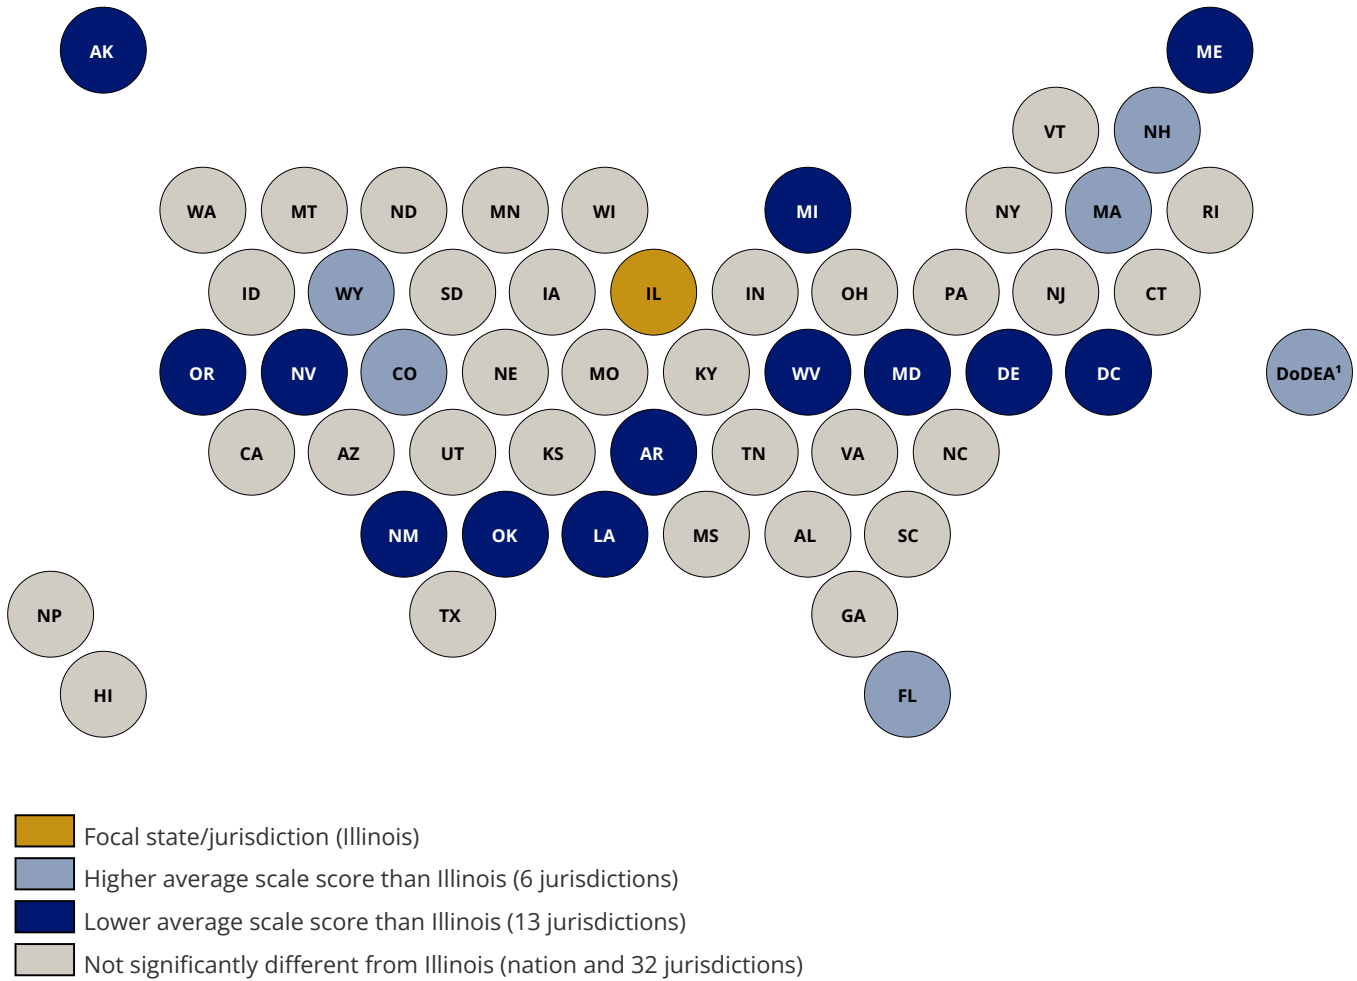 AK
ME
VT
NH
WA
MT
ND
MN
WI
MI
NY
MA
RI
ID
WY
SD
IA
IL
IN
OH
PA
NJ
CT
OR
NV
CO
NE
MO
KY
WV
MD
DE
DC
DoDEA¹
CA
AZ
UT
KS
AR
TN
VA
NC
NM
OK
LA
MS
AL
SC
NP
TX
GA
HI
FL
Focal state/jurisdiction (Illinois)
Higher average scale score than Illinois (6 jurisdictions)
Lower average scale score than Illinois (13 jurisdictions)
Not significantly different from Illinois (nation and 32 jurisdictions)